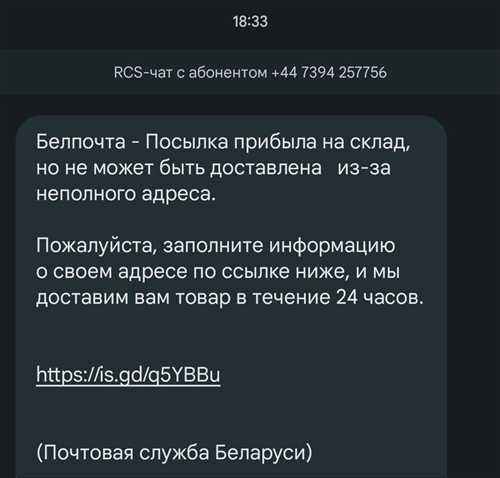 18:33
RCS-чат с абонентом +44 7394 257756
Белпочта - Посылка прибыла на склад,
но не может быть доставлена из-за
неполного адреса.
Пожалуйста, заполните информацию
о своем адресе по ссылке ниже, и мы
доставим вам товар в течение 24 часов.
https://is.gd/q5YBBu
(Почтовая служба Беларуси)